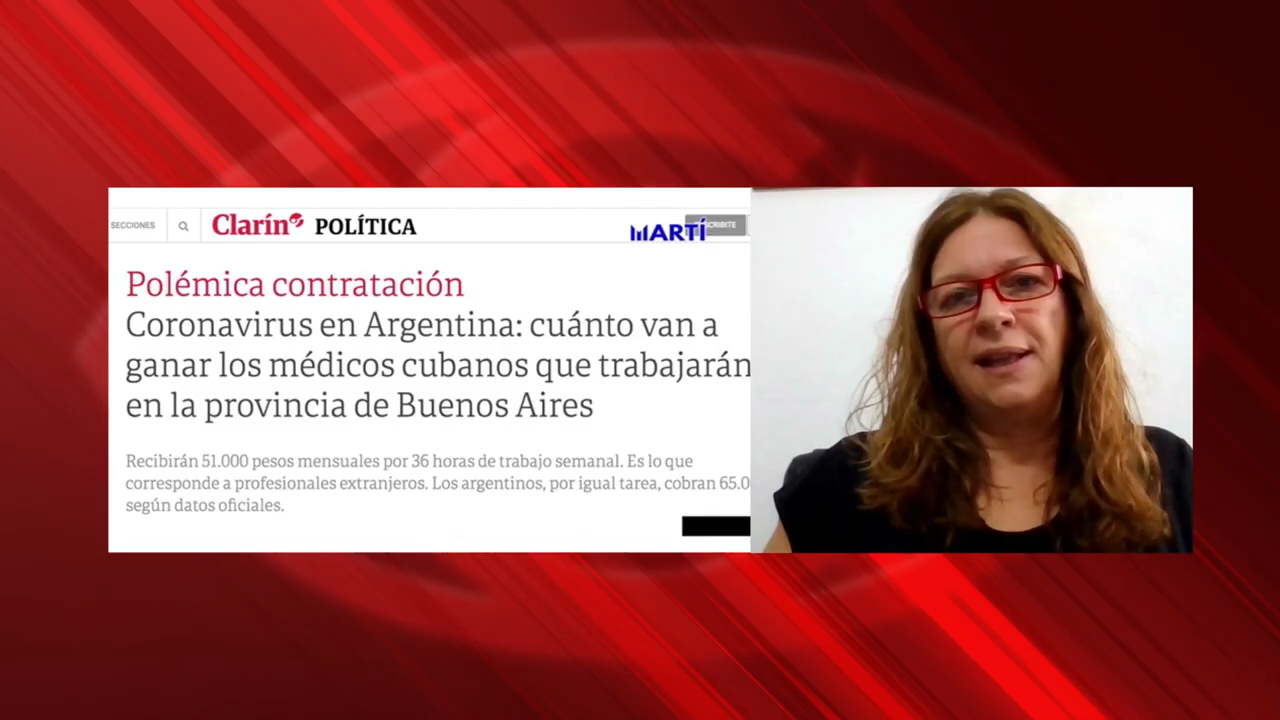 SECCIONES
Clarín POLÍTICA
MARTÍ
Polémica contratación
Coronavirus en Argentina: cuánto van a
ganar los médicos cubanos que trabajarán
en la provincia de Buenos Aires
Recibirán 51.000 pesos mensuales por 36 horas de trabajo semanal. Es lo que
corresponde a profesionales extranjeros. Los argentinos, por igual tarea, cobran 65.0
según datos oficiales.